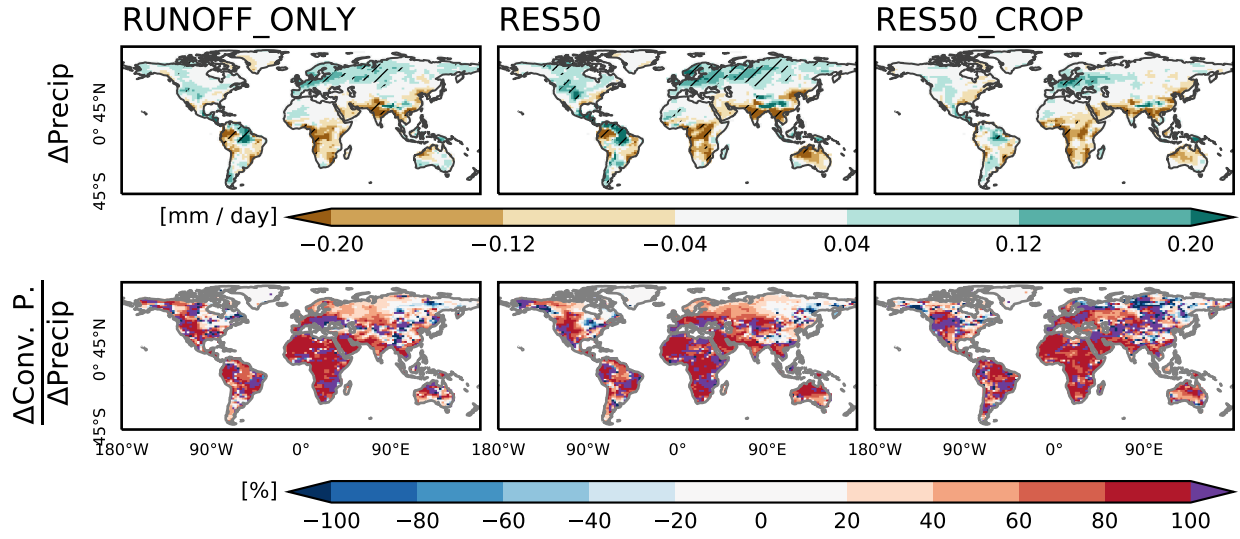 RUNOFF_ONLY RES50 RES50_CROP
ΔPrecip
45°N
0°
45°S
[mm / day]
−0.20 −0.12 −0.04 0.04 0.12 0.20
ΔConv. P.
ΔPrecip
45°N
0°
45°S
180°W 90°W 0° 90°E 180°W 90°W 0° 90°E 180°W 90°W 0° 90°E
[%]
−100 −80 −60 −40 −20 0 20 40 60 80 100